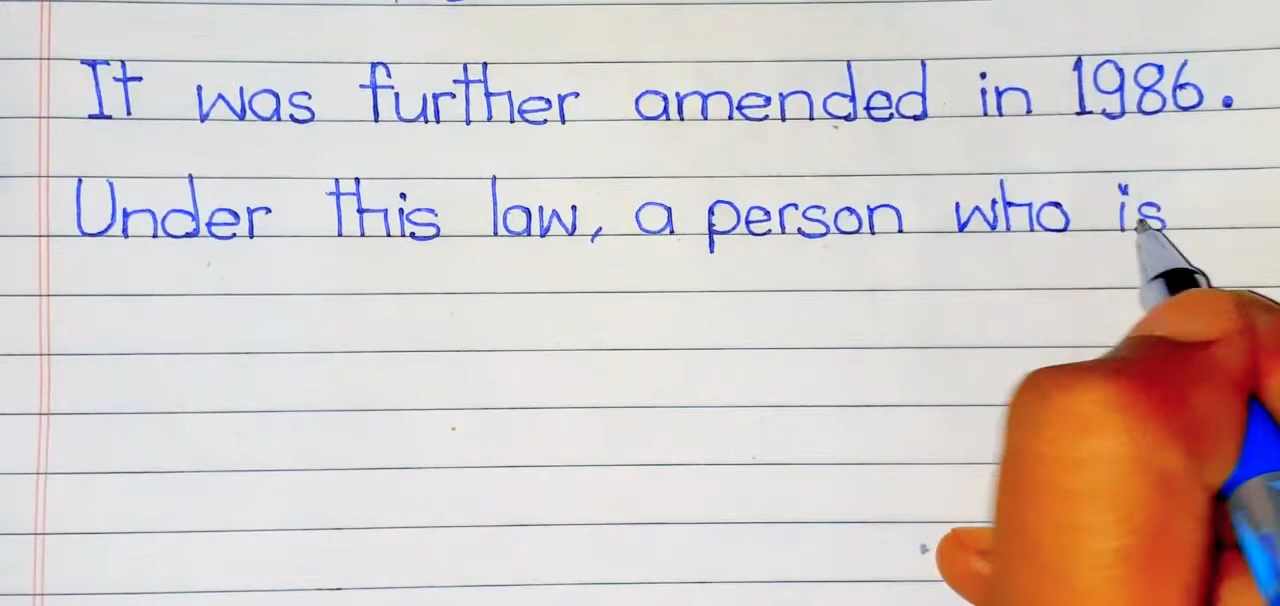 It was further amended in 1986.
Under this law, a person who is